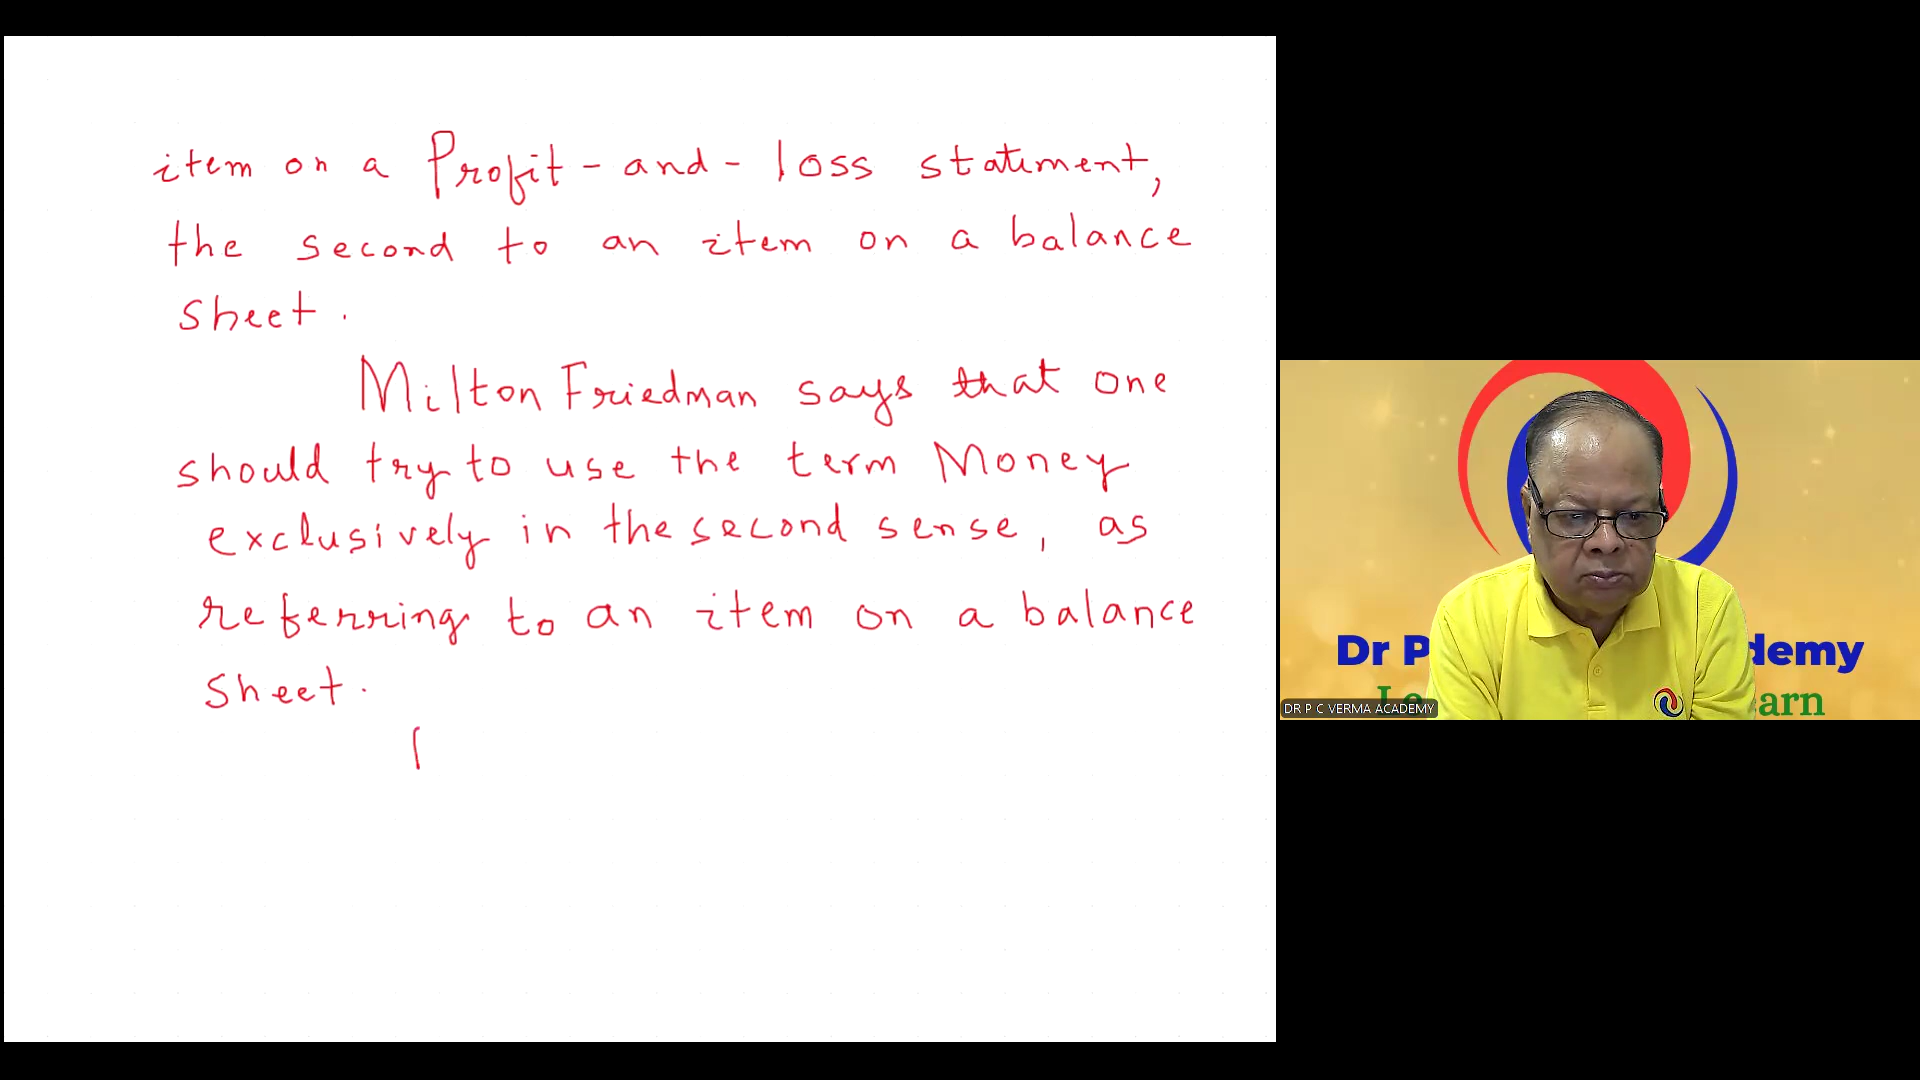 item on a Profit-and-loss statement,
the second to an item on a balance
sheet.
Milton Friedman says that one
should try to use the term Money
exclusively in the second sense, as
referring to an item on a balance
sheet.
Dr P demy
Le arn
DR P C VERMA ACADEMY